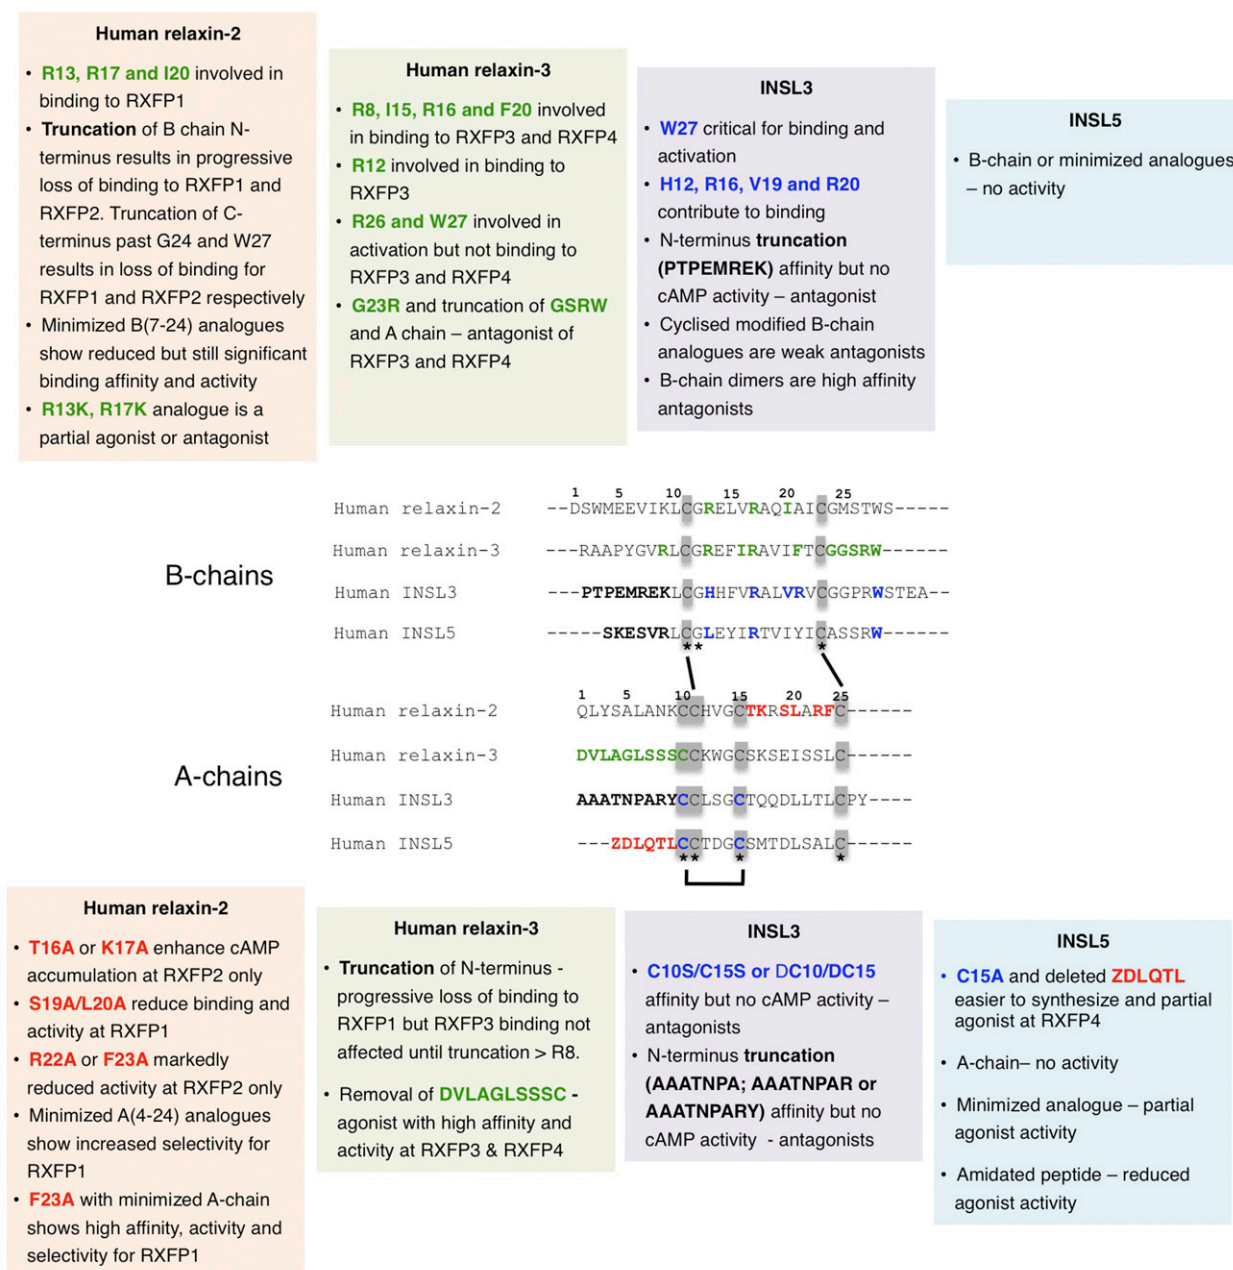 Human relaxin-2
• R13, R17 and I20 involved in
binding to RXFP1
• Truncation of B chain N-
terminus results in progressive
loss of binding to RXFP1 and
RXFP2. Truncation of C-
terminus past G24 and W27
results in loss of binding for
RXFP1 and RXFP2 respectively
• Minimized B(7-24) analogues
show reduced but still significant
binding affinity and activity
• R13K, R17K analogue is a
partial agonist or antagonist
Human relaxin-3
• R8, I15, R16 and F20 involved
in binding to RXFP3 and RXFP4
• R12 involved in binding to
RXFP3
• R26 and W27 involved in
activation but not binding to
RXFP3 and RXFP4
• G23R and truncation of GSRW
and A chain – antagonist of
RXFP3 and RXFP4
INSL3
• W27 critical for binding and
activation
• H12, R16, V19 and R20
contribute to binding
• N-terminus truncation
(PTPEMREK) affinity but no
cAMP activity – antagonist
• Cyclised modified B-chain
analogues are weak antagonists
• B-chain dimers are high affinity
antagonists
INSL5
• B-chain or minimized analogues
– no activity
B-chains
1 5 10 15 20 25
Human relaxin-2 --DSWMEEVIKLCGRELVRAQIAICGMSTWS-----
Human relaxin-3 ---RAAPYGVRLCGREFIRAVIFTCGGSRW------
Human INSL3 ---PTPEMREKLCGHHFVRALVRVCGGPRWSTEA--
Human INSL5 -----SKESVRLCGLEYIRTVIYICASSRW------
** *
A-chains
1 5 10 15 20 25
Human relaxin-2 QLYSALANKCCHVGCTKRSLARFC------
Human relaxin-3 DVLAGLSSSCCKWGCSKSEISSLC------
Human INSL3 AAATNPARYCCLSGCTQQDLLTLCPY----
Human INSL5 ---ZDLQTLCCTDGCSMTDLSALC------
** * *
Human relaxin-2
• T16A or K17A enhance cAMP
accumulation at RXFP2 only
• S19A/L20A reduce binding and
activity at RXFP1
• R22A or F23A markedly
reduced activity at RXFP2 only
• Minimized A(4-24) analogues
show increased selectivity for
RXFP1
• F23A with minimized A-chain
shows high affinity, activity and
selectivity for RXFP1
Human relaxin-3
• Truncation of N-terminus -
progressive loss of binding to
RXFP1 but RXFP3 binding not
affected until truncation > R8.
• Removal of DVLAGLSSSC -
agonist with high affinity and
activity at RXFP3 & RXFP4
INSL3
• C10S/C15S or DC10/DC15
affinity but no cAMP activity –
antagonists
• N-terminus truncation
(AAATNPA; AAATNPAR or
AAATNPARY) affinity but no
cAMP activity - antagonists
INSL5
• C15A and deleted ZDLQTL
easier to synthesize and partial
agonist at RXFP4
• A-chain– no activity
• Minimized analogue – partial
agonist activity
• Amidated peptide – reduced
agonist activity